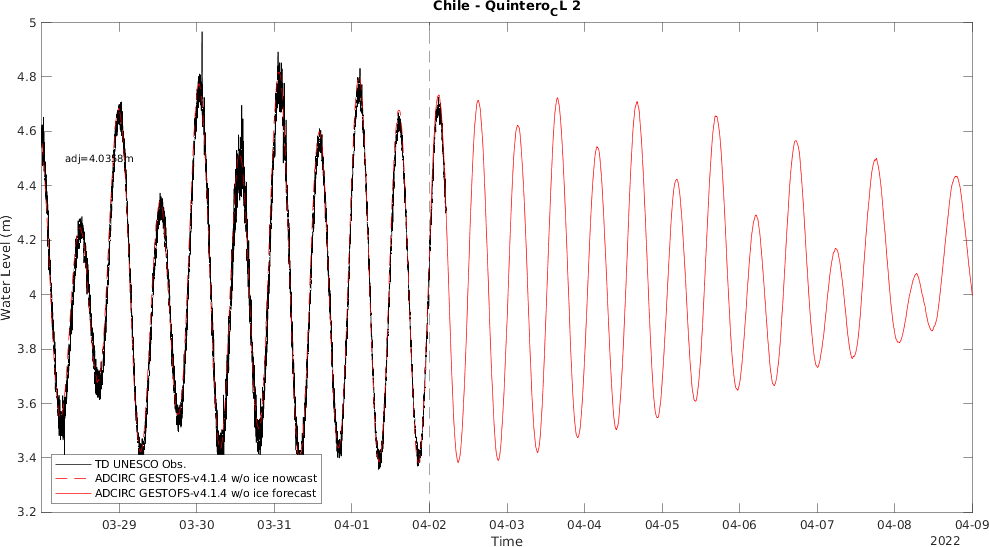 Chile - Quintero_CL 2
5
4.8
4.6
4.4
4.2
4
3.8
3.6
3.4
3.2
Water Level (m)
adj=4.0358m
TD UNESCO Obs.
ADCIRC GESTOFS-v4.1.4 w/o ice nowcast
ADCIRC GESTOFS-v4.1.4 w/o ice forecast
03-29 03-30 03-31 04-01 04-02 04-03 04-04 04-05 04-06 04-07 04-08 04-09
Time
2022